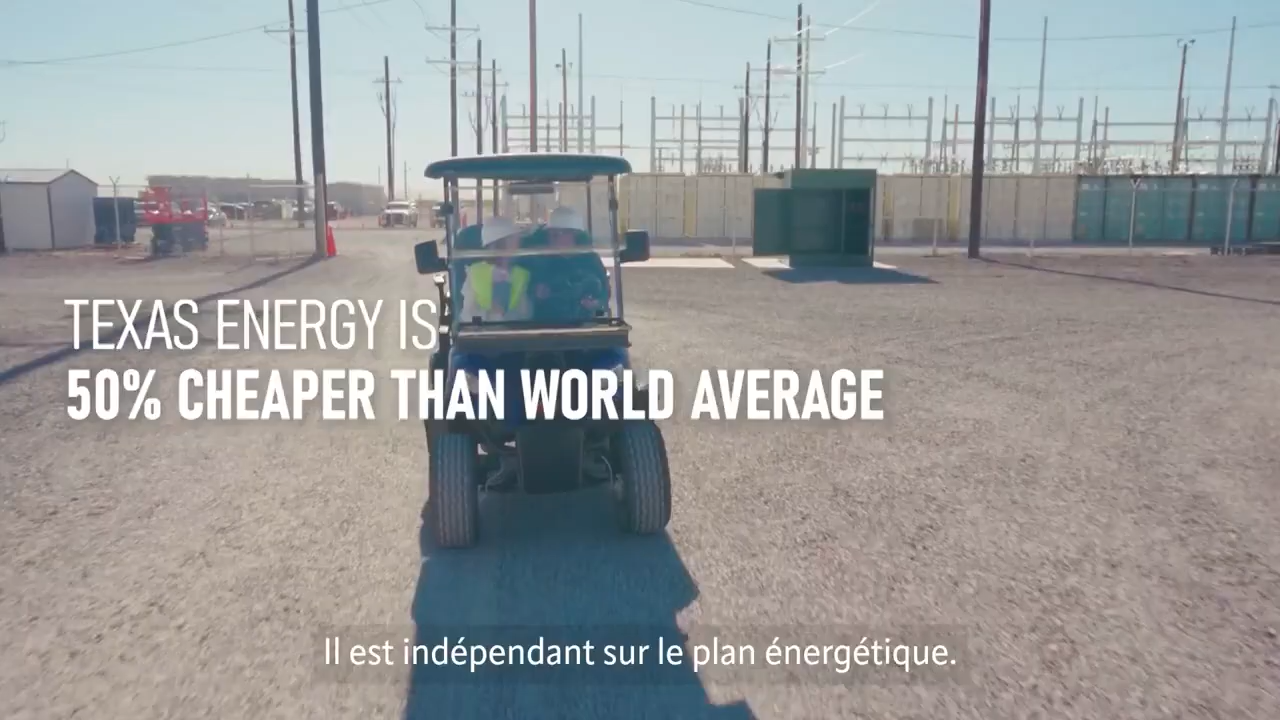 TEXAS ENERGY IS
50% CHEAPER THAN WORLD AVERAGE
Il est indépendant sur le plan énergétique.